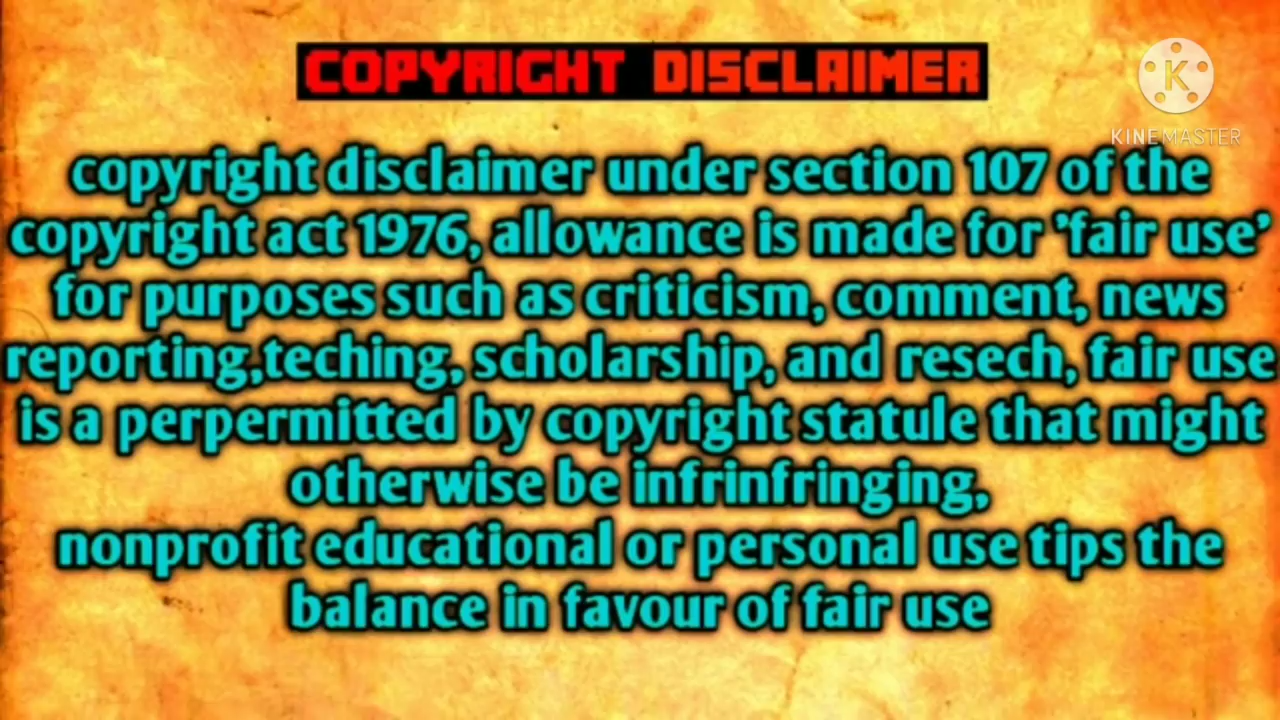 COPYRIGHT DISCLAIMER
K
KINEMASTER
copyright disclaimer under section 107 of the
copyright act 1976, allowance is made for 'fair use'
for purposes such as criticism, comment, news
reporting,teching, scholarship, and resech, fair use
is a perpermitted by copyright statule that might
otherwise be infrinfringing,
nonprofit educational or personal use tips the
balance in favour of fair use